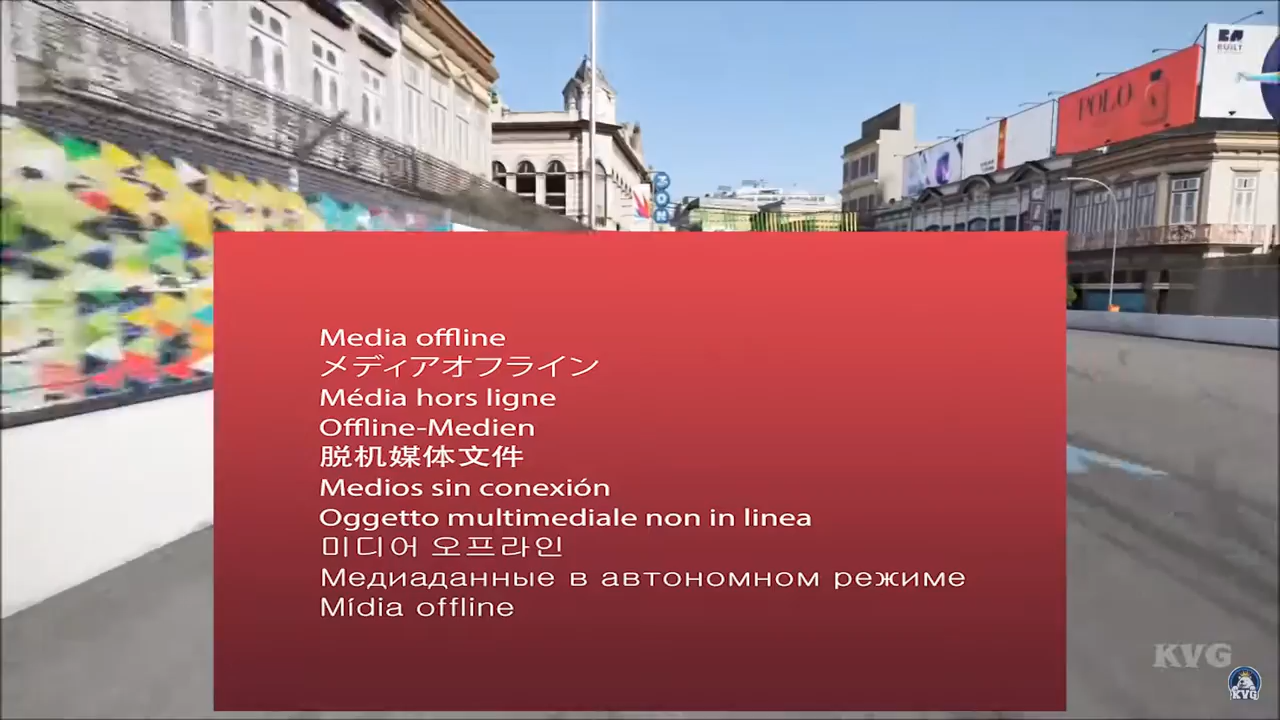 BUILT
POLO
Media offline
メディアオフライン
Média hors ligne
Offline-Medien
脱机媒体文件
Medios sin conexión
Oggetto multimediale non in linea
미디어 오프라인
Медиаданные в автономном режиме
Mídia offline
KVG
KVG